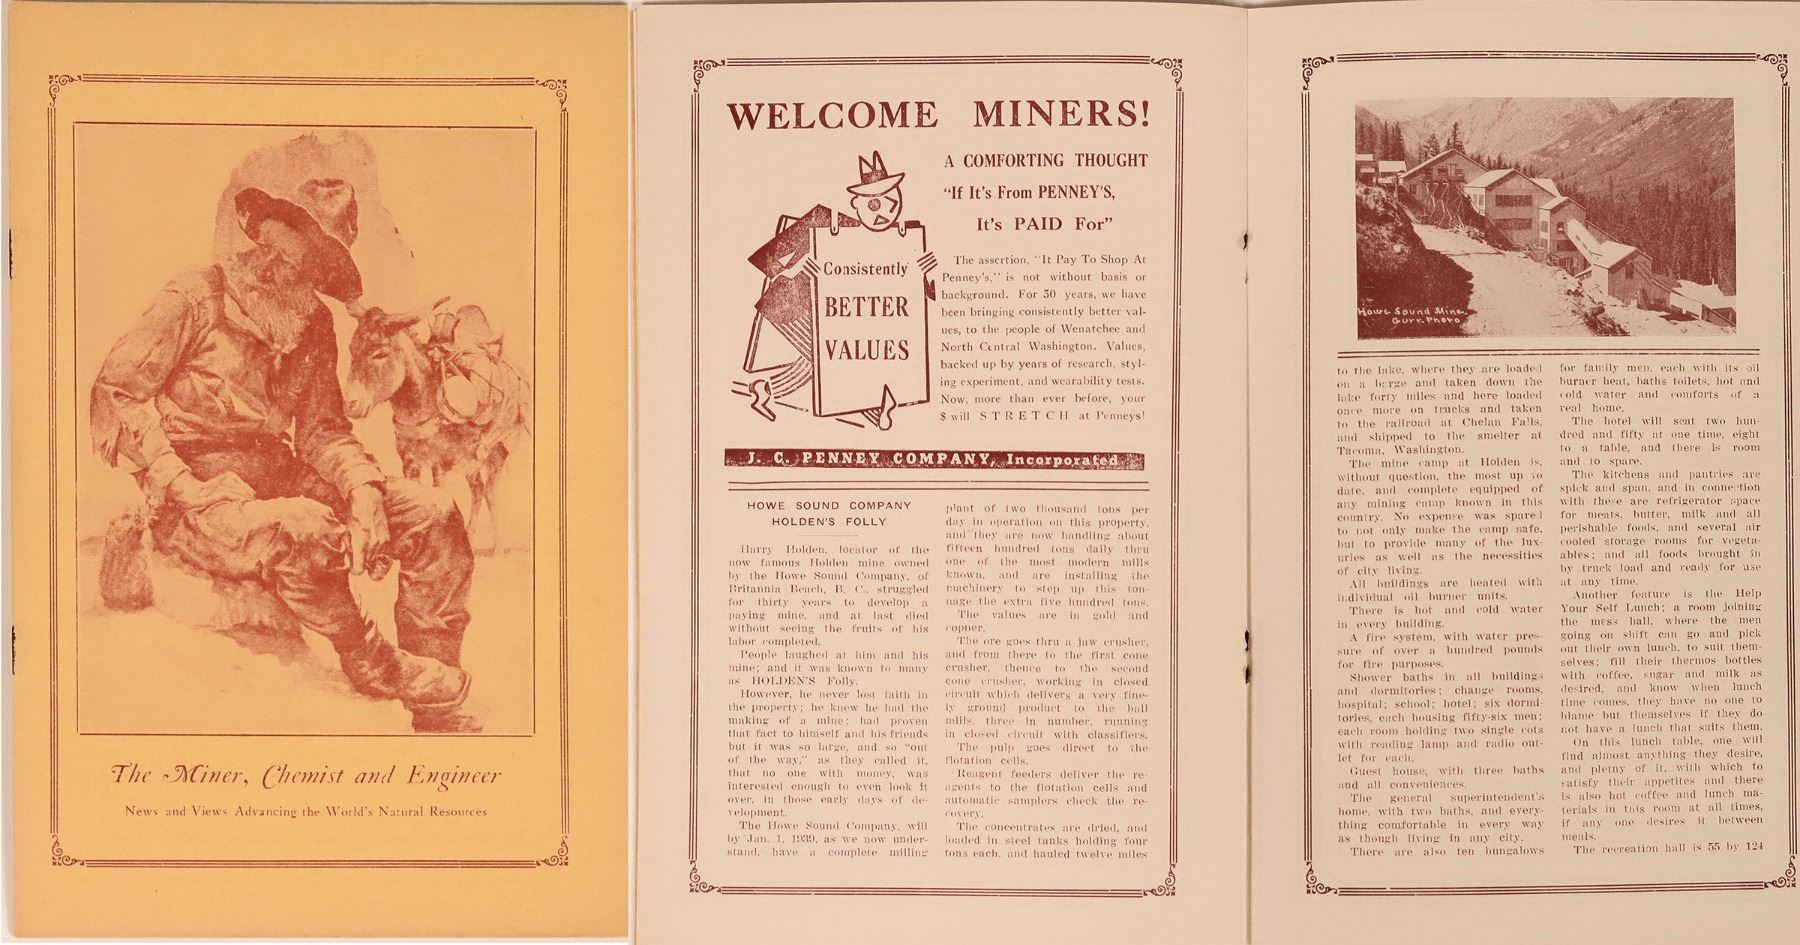 The Miner, Chemist and Engineer
News and Views Advancing the World's Natural Resources
WELCOME MINERS!
A COMFORTING THOUGHT
"If It's From PENNEY'S,
It's PAID For"
Consistently
BETTER
VALUES
The assertion, "It Pay To Shop At
Penney's," is not without basis or
background. For 30 years, we have
been bringing consistently better val-
ues, to the people of Wenatchee and
North Central Washington. Values,
backed up by years of research, styl-
ing experiment, and wearability tests.
Now, more than ever before, your
$ will STRETCH at Penneys!
J. C. PENNEY COMPANY, Incorporated
HOWE SOUND COMPANY
HOLDEN'S FOLLY
Harry Holden, locator of the
now famous Holden mine owned
by the Howe Sound Company, of
Britannia Beach, B. C., struggled
for thirty years to develop a
paying mine, and at last died
without seeing the fruits of his
labor completed.
People laughed at him and his
mine; and it was known to many
as HOLDEN'S Folly.
However, he never lost faith in
the property; he knew he had the
making of a mine; had proven
that fact to himself and his friends
but it was so large, and so "out
of the way," as they called it,
that no one with money, was
interested enough to even look it
over, in those early days of de-
velopment.
The Howe Sound Company, will
by Jan. 1, 1939, as we now under-
stand, have a complete milling
plant of two thousand tons per
day in operation on this property,
and they are now handling about
fifteen hundred tons daily thru
one of the most modern mills
known, and are installing the
machinery to step up this ton-
nage the extra five hundred tons.
The values are in gold and
copper.
The ore goes thru a jaw crusher,
and from there to the first cone
crusher, thence to the second
cone crusher, working in closed
circuit which delivers a very fine-
ly ground product to the ball
mills, three in number, running
in closed circuit with classifiers.
The pulp goes direct to the
flotation cells.
Reagent feeders deliver the re-
agents to the flotation cells and
automatic samplers check the re-
covery.
The concentrates are dried, and
loaded in steel tanks holding four
tons each, and hauled twelve miles
Howe Sound Mine.
Gurr Photo
to the lake, where they are loaded
on a barge and taken down the
lake forty miles and here loaded
once more on trucks and taken
to the railroad at Chelan Falls,
and shipped to the smelter at
Tacoma, Washington.
The mine camp at Holden is,
without question, the most up to
date, and complete equipped of
any mining camp known in this
country. No expense was spared
to not only make the camp safe,
but to provide many of the lux-
uries as well as the necessities
of city living.
All buildings are heated with
individual oil burner units.
There is hot and cold water
in every building.
A fire system, with water pres-
sure of over a hundred pounds
for fire purposes.
Shower baths in all buildings
and dormitories; change rooms,
hospital; school; hotel; six dormi-
tories, each housing fifty-six men;
each room holding two single cots
with reading lamp and radio out-
let for each.
Guest house, with three baths
and all conveniences.
The general superintendent's
home, with two baths, and every-
thing comfortable in every way
as though living in any city.
There are also ten bungalows
for family men, each with its oil
burner heat, baths toilets, hot and
cold water and comforts of a
real home.
The hotel will seat two hun-
dred and fifty at one time, eight
to a table, and there is room
and to spare.
The kitchens and pantries are
spick and span, and in connection
with these are refrigerator space
for meats, butter, milk and all
perishable foods, and several air
cooled storage rooms for vegeta-
ables; and all foods brought in
by truck load and ready for use
at any time.
Another feature is the Help
Your Self Lunch; a room joining
the mess hall, where the men
going on shift can go and pick
out their own lunch, to suit them-
selves; fill their thermos bottles
with coffee, sugar and milk as
desired, and know when lunch
time comes, they have no one to
blame but themselves if they do
not have a lunch that suits them.
On this lunch table, one will
find almost anything they desire,
and pletny of it, with which to
satisfy their appetites and there
is also hot coffee and lunch ma-
terials in this room at all times,
if any one desires it between
meals.
The recreation hall is 55 by 124